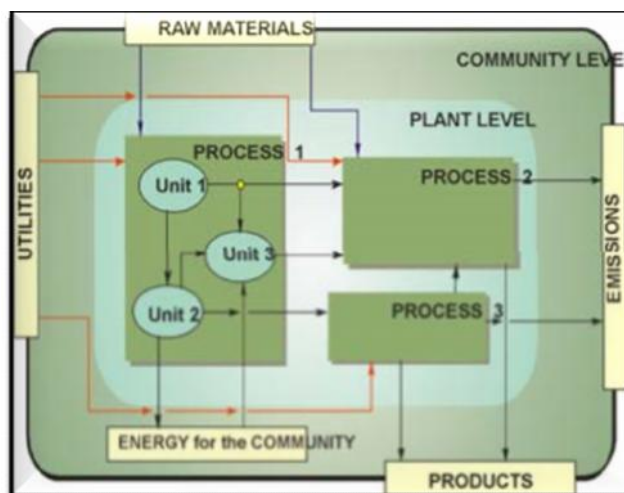 RAW MATERIALS
COMMUNITY LEVE
PLANT LEVEL
PROCESS 1
Unit 1
PROCESS 2
UTILITIES
EMISSIONS
Unit 3
Unit 2
PROCESS 3
ENERGY for the COMMUNITY
PRODUCTS